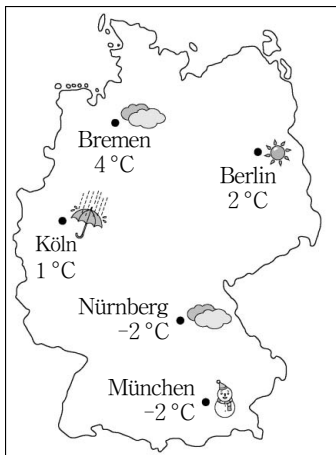 Bremen
4 °C
Berlin
2 °C
Köln
1 °C
Nürnberg
-2 °C
München
-2 °C